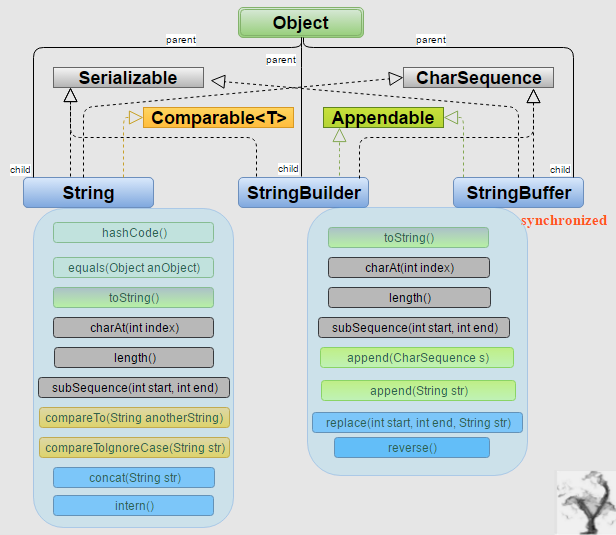 Object
parent
parent
parent
Serializable
CharSequence
Comparable<T>
Appendable
child
child
child
String
StringBuilder
StringBuffer
synchronized
hashCode()
equals(Object anObject)
toString()
charAt(int index)
length()
subSequence(int start, int end)
compareTo(String anotherString)
compareToIgnoreCase(String str)
concat(String str)
intern()
toString()
charAt(int index)
length()
subSequence(int start, int end)
append(CharSequence s)
append(String str)
replace(int start, int end, String str)
reverse()